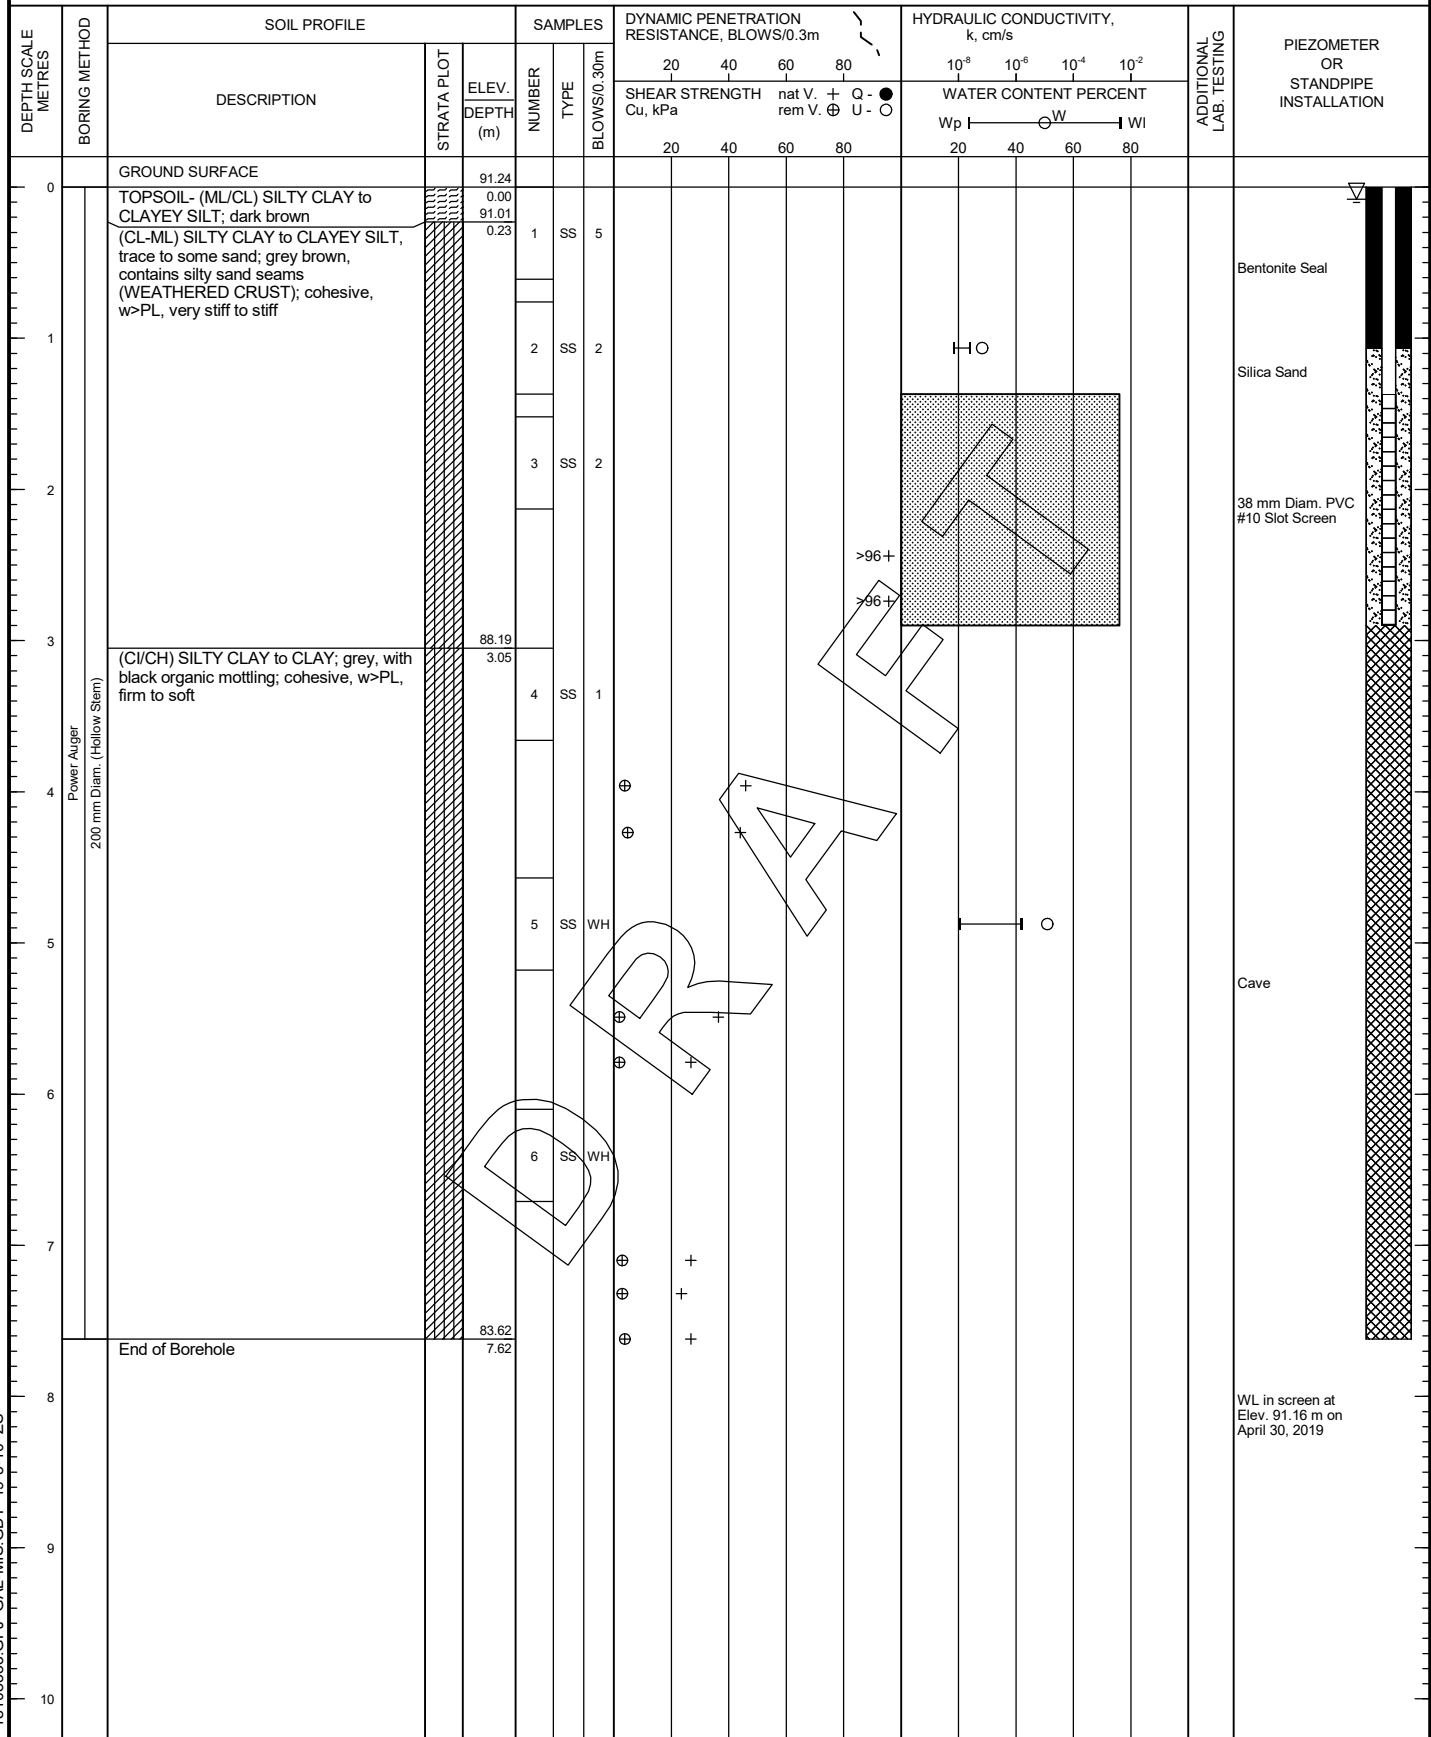 DEPTH SCALE
METRES
BORING METHOD
SOIL PROFILE
DESCRIPTION
STRATA PLOT
ELEV.
DEPTH
(m)
SAMPLES
NUMBER
TYPE
BLOWS/0.30m
DYNAMIC PENETRATION
RESISTANCE, BLOWS/0.3m
20 40 60 80
SHEAR STRENGTH nat V. + Q - ●
Cu, kPa rem V. ⊕ U - ○
20 40 60 80
HYDRAULIC CONDUCTIVITY,
k, cm/s
10⁻⁸ 10⁻⁶ 10⁻⁴ 10⁻²
WATER CONTENT PERCENT
Wp W Wl
20 40 60 80
ADDITIONAL
LAB. TESTING
PIEZOMETER
OR
STANDPIPE
INSTALLATION
GROUND SURFACE 91.24
0
TOPSOIL- (ML/CL) SILTY CLAY to 0.00
CLAYEY SILT; dark brown 91.01
(CL-ML) SILTY CLAY to CLAYEY SILT, 0.23
trace to some sand; grey brown,
contains silty sand seams
(WEATHERED CRUST); cohesive,
w>PL, very stiff to stiff
1 SS 5
Bentonite Seal
1
2 SS 2
Silica Sand
3 SS 2
2
38 mm Diam. PVC
#10 Slot Screen
>96 +
>96 +
3
88.19
(CI/CH) SILTY CLAY to CLAY; grey, with 3.05
black organic mottling; cohesive, w>PL,
firm to soft
4 SS 1
Power Auger
200 mm Diam. (Hollow Stem)
4
5 SS WH
5
Cave
6
6 SS WH
7
83.62
End of Borehole 7.62
8
WL in screen at
Elev. 91.16 m on
April 30, 2019
9
10
DRAFT